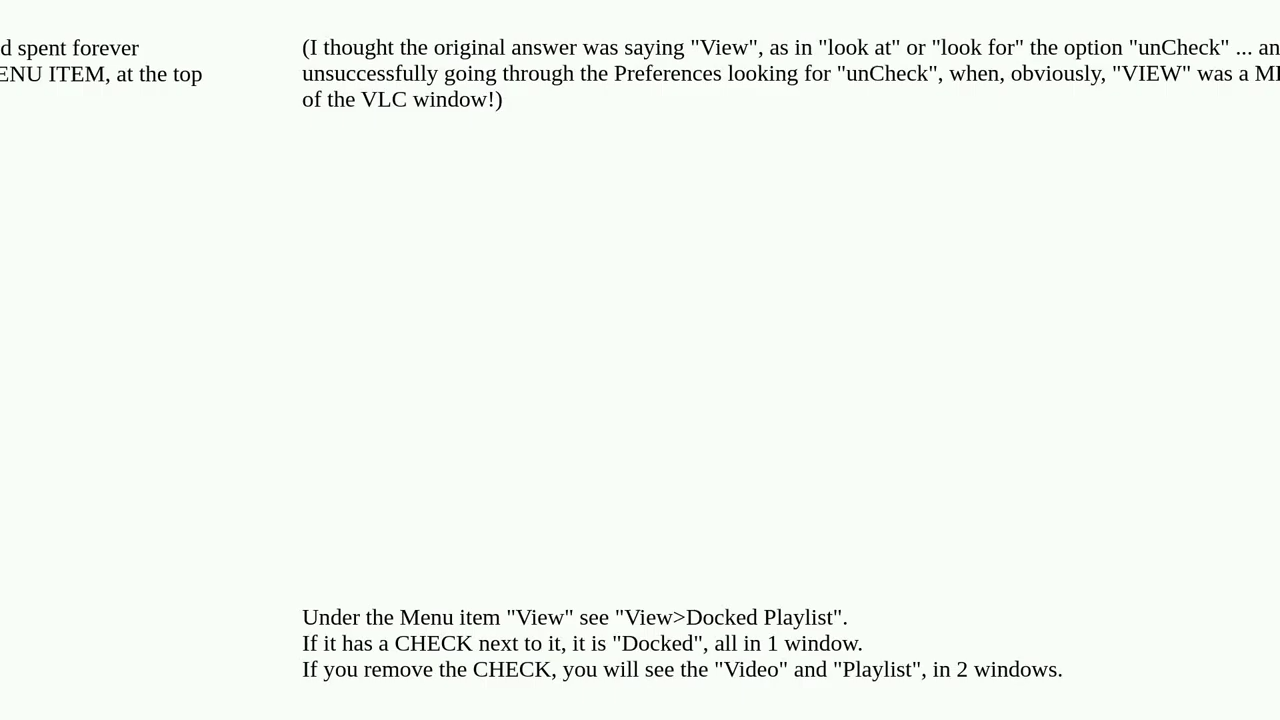 d spent forever
ENU ITEM, at the top
(I thought the original answer was saying "View", as in "look at" or "look for" the option "unCheck" ... an
unsuccessfully going through the Preferences looking for "unCheck", when, obviously, "VIEW" was a M
of the VLC window!)
Under the Menu item "View" see "View>Docked Playlist".
If it has a CHECK next to it, it is "Docked", all in 1 window.
If you remove the CHECK, you will see the "Video" and "Playlist", in 2 windows.